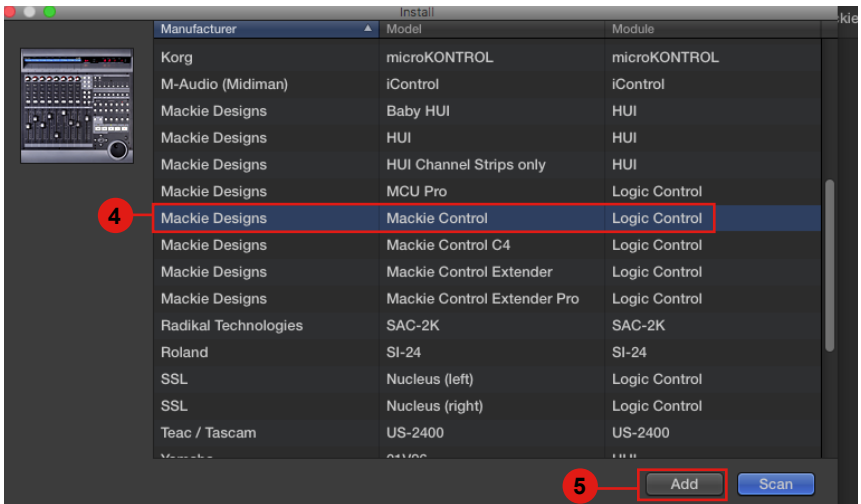 Install
kie
Manufacturer Model Module
Korg microKONTROL microKONTROL
M-Audio (Midiman) iControl iControl
Mackie Designs Baby HUI HUI
Mackie Designs HUI HUI
Mackie Designs HUI Channel Strips only HUI
Mackie Designs MCU Pro Logic Control
4 Mackie Designs Mackie Control Logic Control
Mackie Designs Mackie Control C4 Logic Control
Mackie Designs Mackie Control Extender Logic Control
Mackie Designs Mackie Control Extender Pro Logic Control
Radikal Technologies SAC-2K SAC-2K
Roland SI-24 SI-24
SSL Nucleus (left) Logic Control
SSL Nucleus (right) Logic Control
Teac / Tascam US-2400 US-2400
5 Add Scan